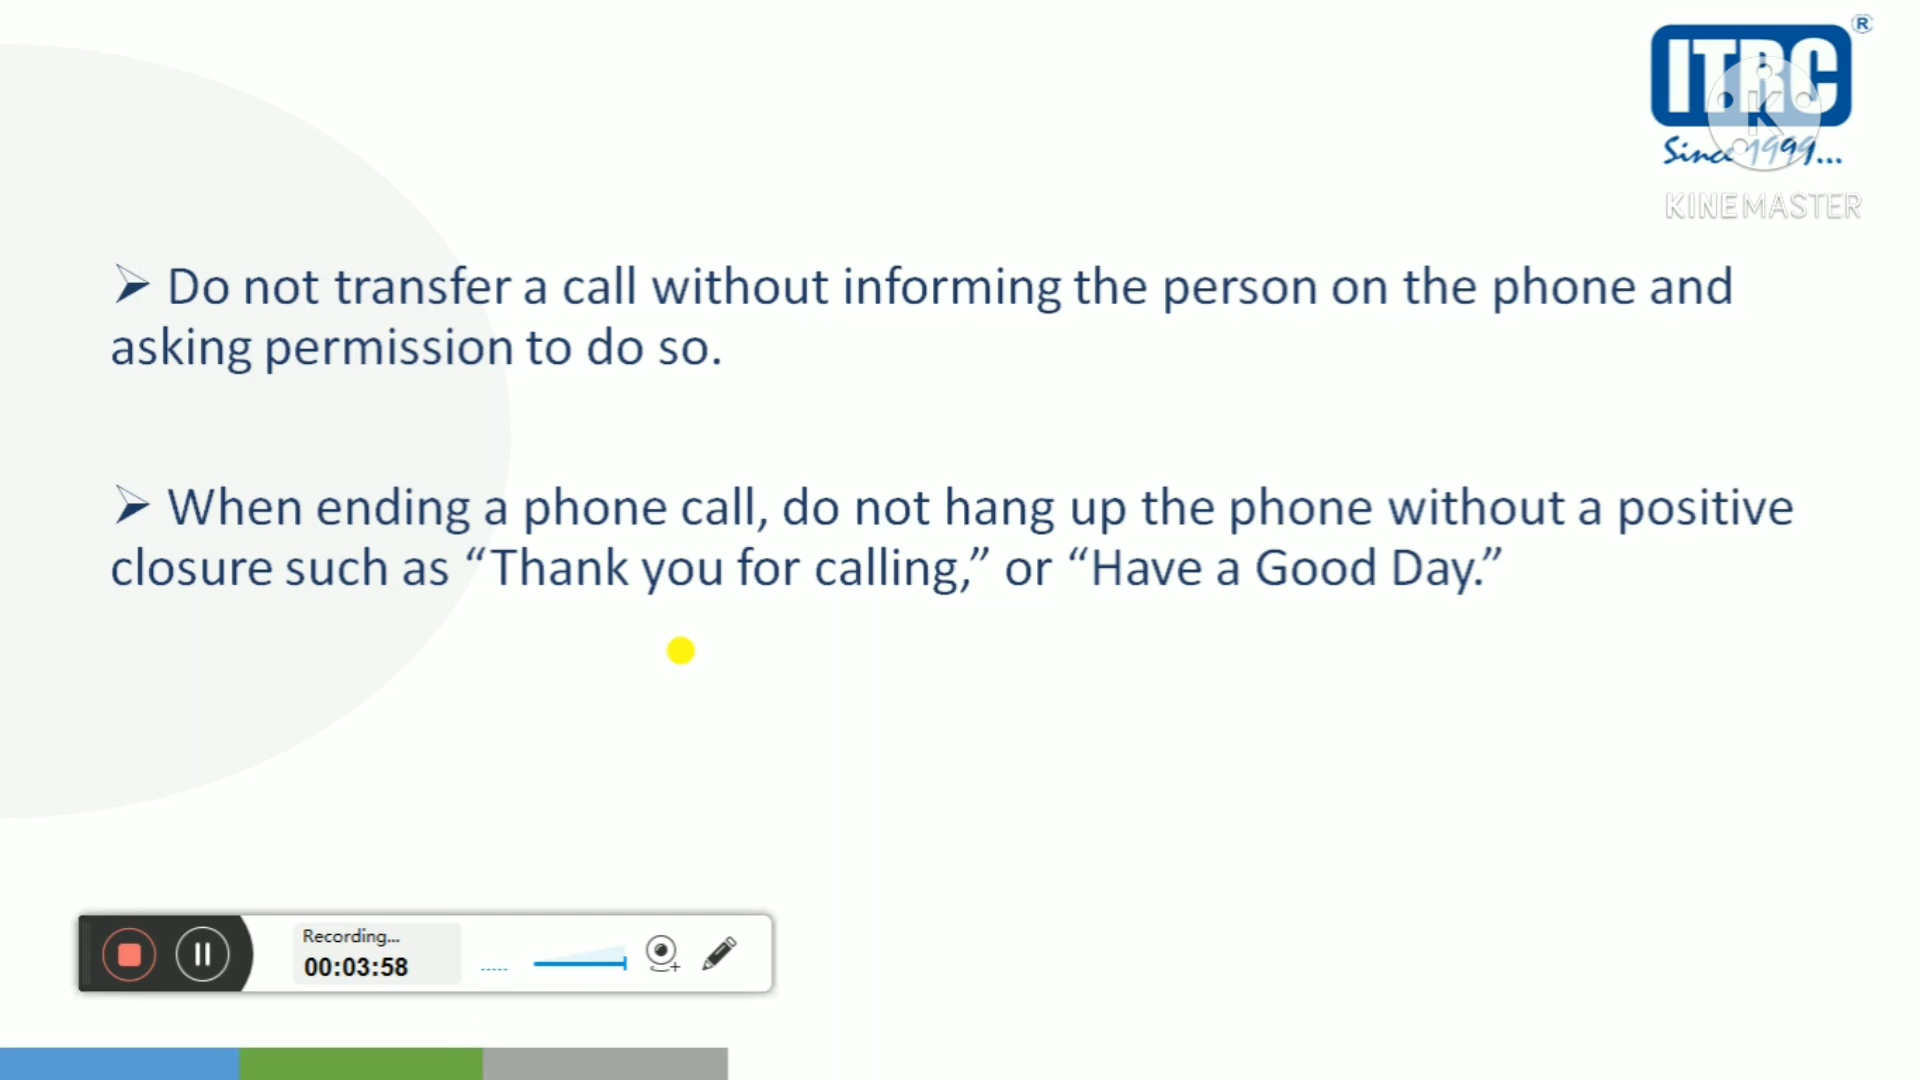 ®
ITRC
Since 1999...
K
KINEMASTER
➢ Do not transfer a call without informing the person on the phone and
asking permission to do so.
➢ When ending a phone call, do not hang up the phone without a positive
closure such as “Thank you for calling,” or “Have a Good Day.”
Recording...
00:03:58